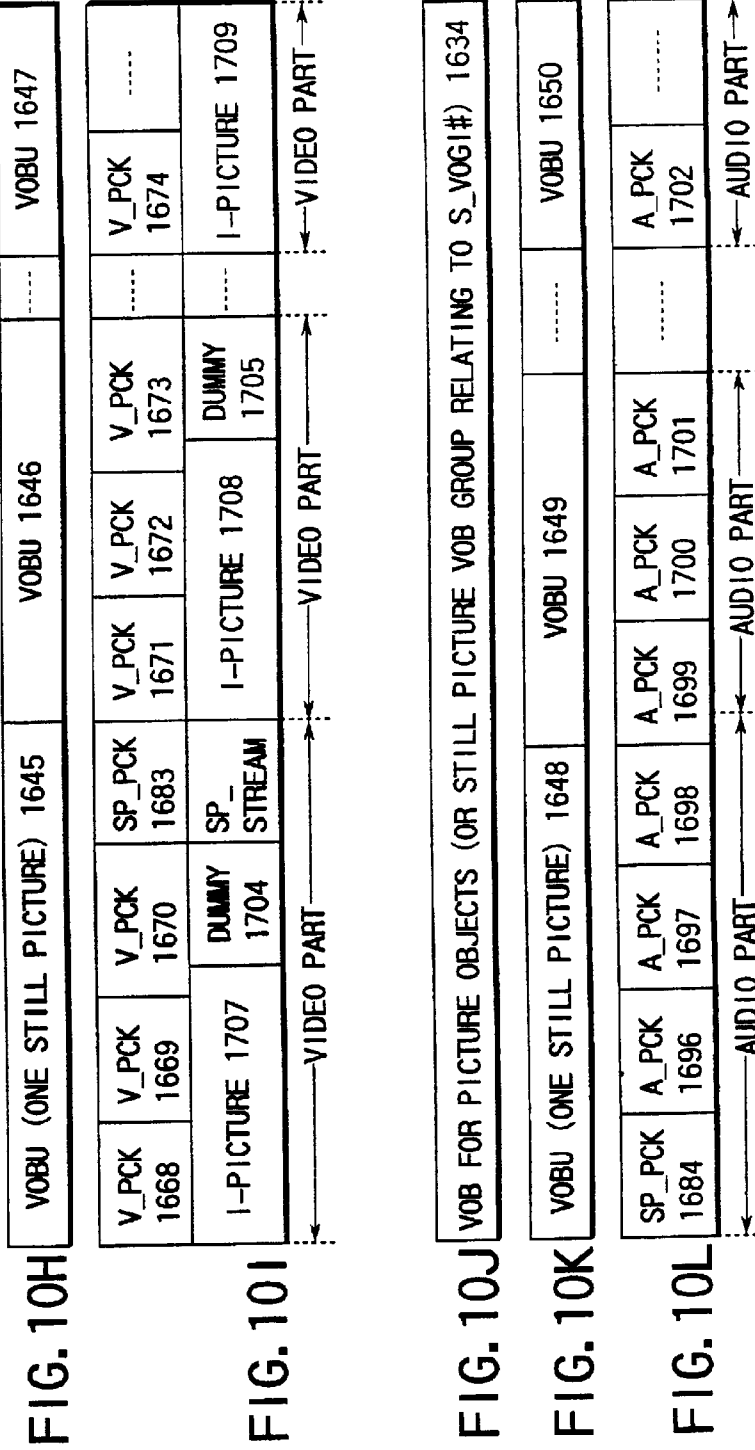 FIG. 10H
VOBU (ONE STILL PICTURE) 1645
VOBU 1646
-----
VOBU 1647
FIG. 10I
V_PCK 1668
V_PCK 1669
V_PCK 1670
SP_PCK 1683
V_PCK 1671
V_PCK 1672
V_PCK 1673
-----
V_PCK 1674
-----
I-PICTURE 1707
DUMMY 1704
SP_STREAM
I-PICTURE 1708
DUMMY 1705
-----
I-PICTURE 1709
VIDEO PART
VIDEO PART
VIDEO PART
FIG. 10J
VOB FOR PICTURE OBJECTS (OR STILL PICTURE VOB GROUP RELATING TO S_VOGI#) 1634
FIG. 10K
VOBU (ONE STILL PICTURE) 1648
VOBU 1649
-------
VOBU 1650
FIG. 10L
SP_PCK 1684
A_PCK 1696
A_PCK 1697
A_PCK 1698
A_PCK 1699
A_PCK 1700
A_PCK 1701
-------
A_PCK 1702
-------
AUDIO PART
AUDIO PART
AUDIO PART